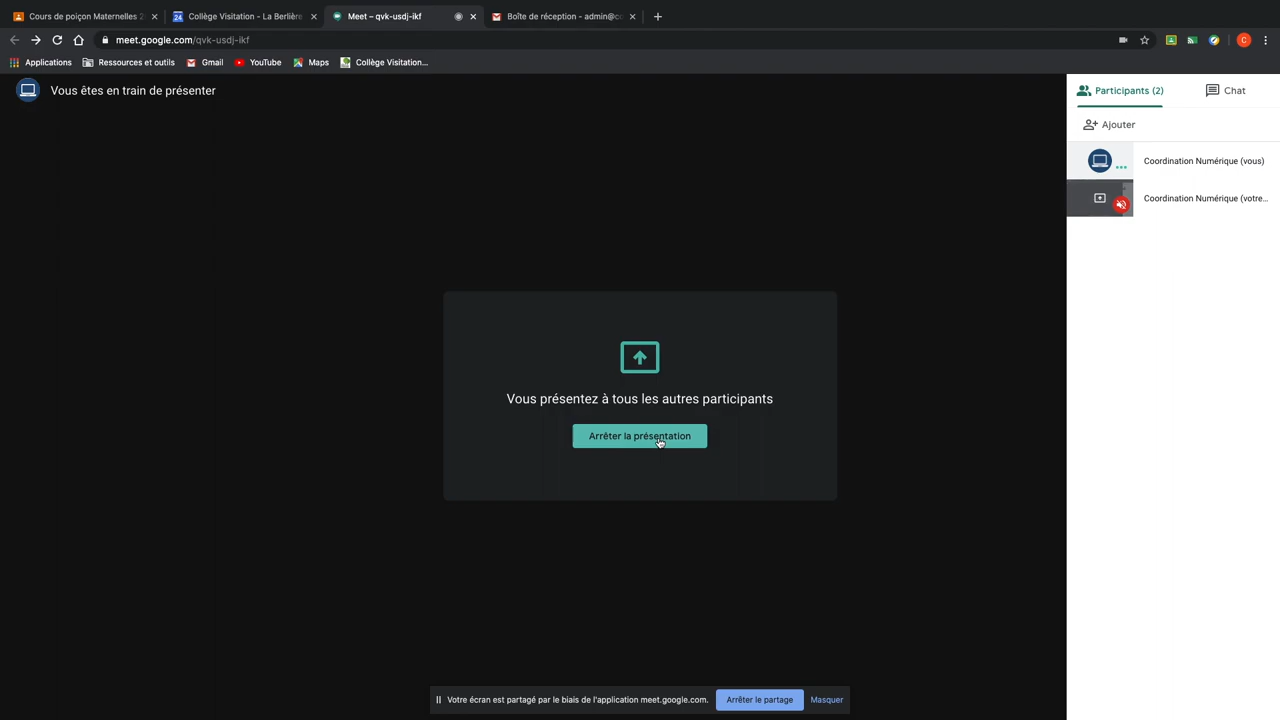 Cours de poiçon Maternelles 2
Collège Visitation - La Berlière
Meet – qvk-usdj-ikf
Boîte de réception - admin@co
meet.google.com/qvk-usdj-ikf
C
Applications
Ressources et outils
Gmail
YouTube
Maps
Collège Visitation...
Vous êtes en train de présenter
Participants (2)
Chat
Ajouter
Coordination Numérique (vous)
Coordination Numérique (votre...
Vous présentez à tous les autres participants
Arrêter la présentation
Votre écran est partagé par le biais de l'application meet.google.com.
Arrêter le partage
Masquer